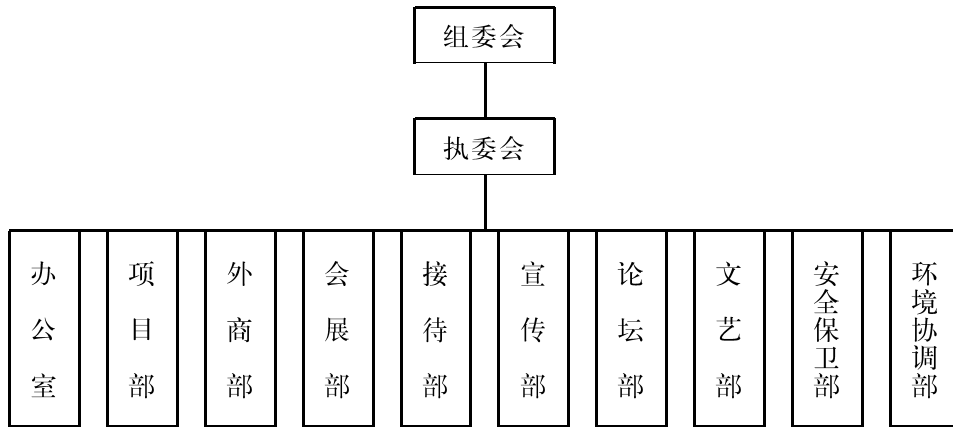 组委会
执委会
办公室
项目部
外商部
会展部
接待部
宣传部
论坛部
文艺部
安全保卫部
环境协调部